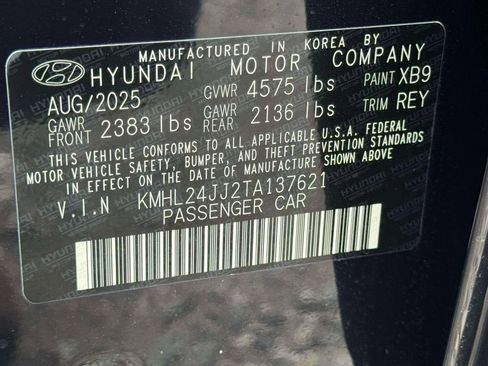 MANUFACTURED IN KOREA BY
HYUNDAI MOTOR COMPANY
AUG/2025 GVWR 4575 lbs PAINT XB9
GAWR FRONT 2383 lbs GAWR REAR 2136 lbs TRIM REY
THIS VEHICLE CONFORMS TO ALL APPLICABLE U.S.A. FEDERAL
MOTOR VEHICLE SAFETY, BUMPER, AND THEFT PREVENTION
STANDARDS IN EFFECT ON THE DATE OF MANUFACTURE SHOWN ABOVE.
V.I.N KMHL24JJ2TA137621
PASSENGER CAR